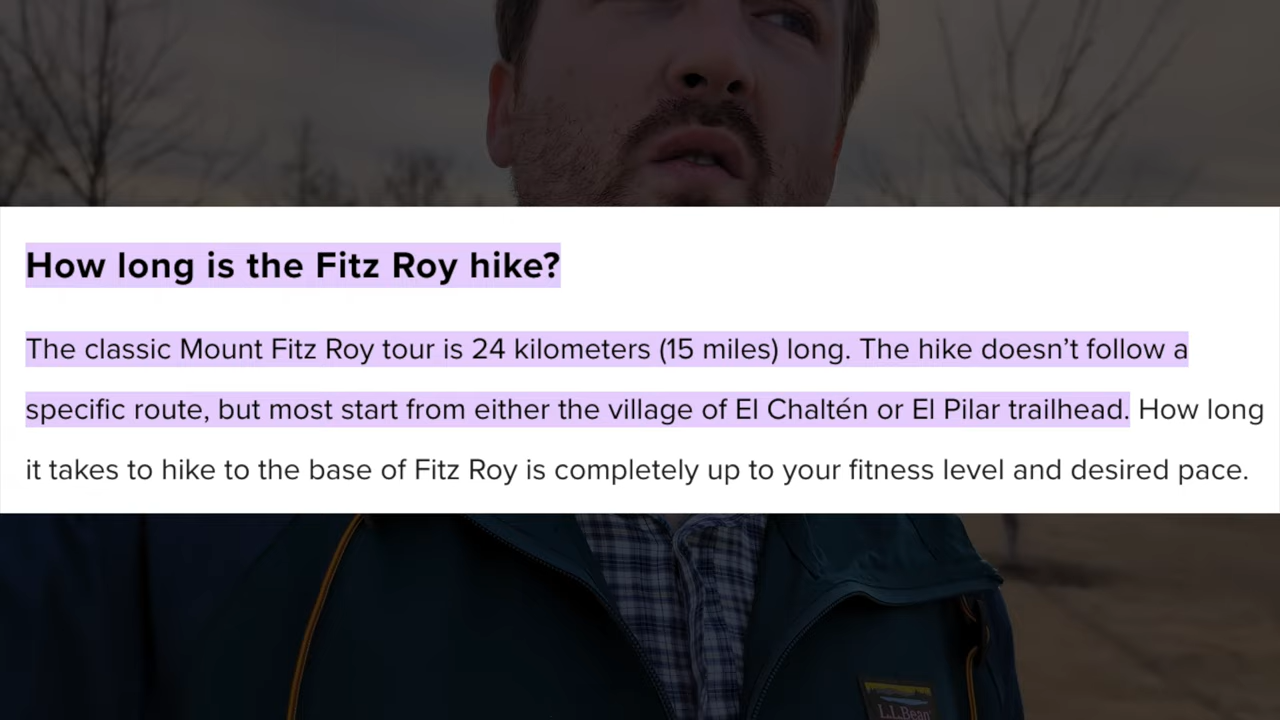 How long is the Fitz Roy hike?
The classic Mount Fitz Roy tour is 24 kilometers (15 miles) long. The hike doesn’t follow a
specific route, but most start from either the village of El Chaltén or El Pilar trailhead. How long
it takes to hike to the base of Fitz Roy is completely up to your fitness level and desired pace.
L.L.Bean